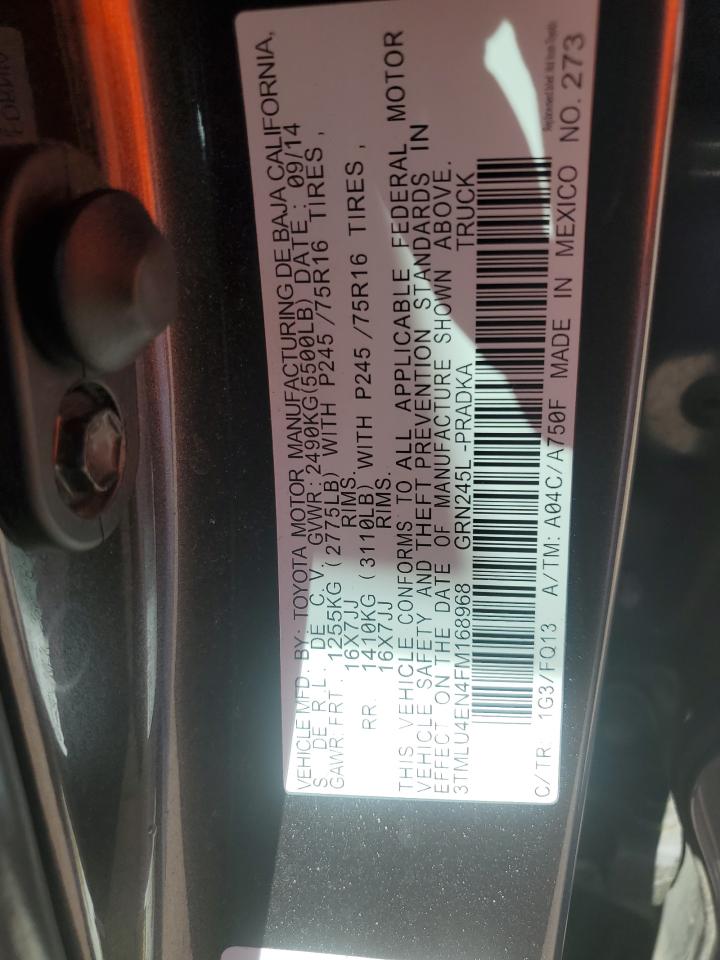 VEHICLE MFD. BY: TOYOTA MOTOR MANUFACTURING DE BAJA CALIFORNIA,
S. DE R.L. DE C.V. GVWR: 2490KG(5500LB) DATE: 09/14
GAWR:FRT. 1255KG (2775LB) WITH P245 /75R16 TIRES ,
16X7JJ RIMS.
RR. 1410KG (3110LB) WITH P245 /75R16 TIRES ,
16X7JJ RIMS.
THIS VEHICLE CONFORMS TO ALL APPLICABLE FEDERAL MOTOR
VEHICLE SAFETY AND THEFT PREVENTION STANDARDS IN
EFFECT ON THE DATE OF MANUFACTURE SHOWN ABOVE.
3TMLU4EN4FM168968 GRN245L -PRADKA TRUCK
C/TR: 1G3/FQ13 A/TM: A04C/A750F MADE IN MEXICO NO. 273